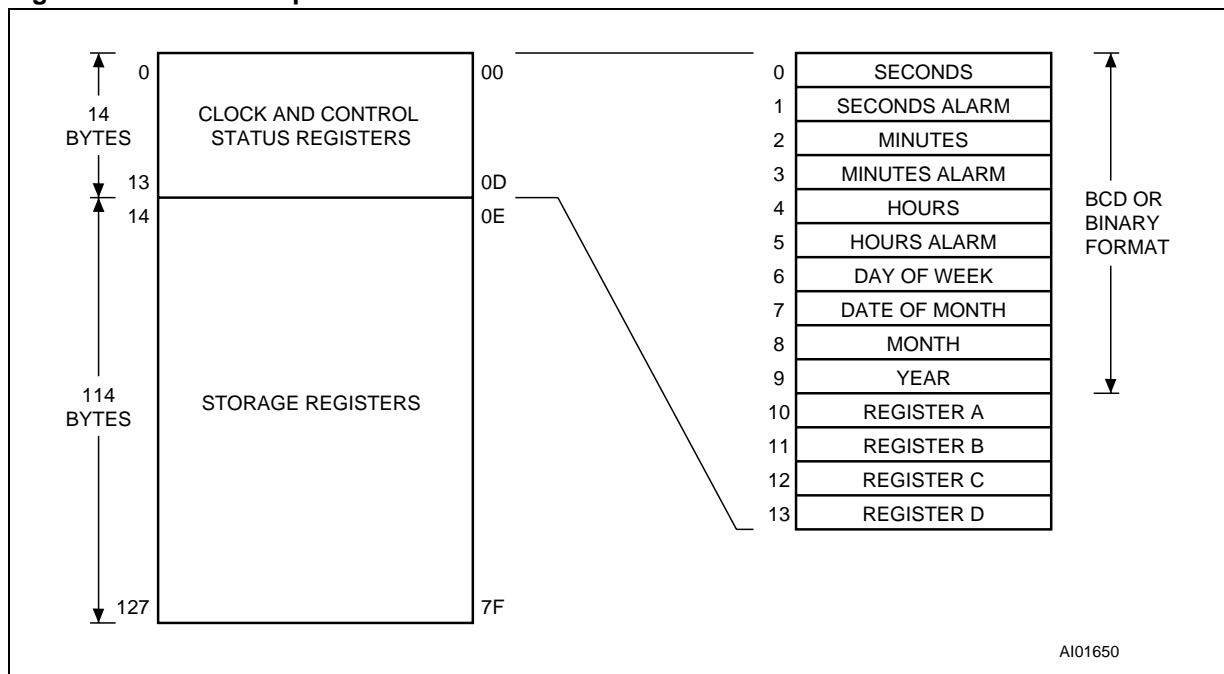 0
00
14
BYTES
CLOCK AND CONTROL
STATUS REGISTERS
13
0D
14
0E
114
BYTES
STORAGE REGISTERS
127
7F
0 SECONDS
1 SECONDS ALARM
2 MINUTES
3 MINUTES ALARM
4 HOURS
5 HOURS ALARM
6 DAY OF WEEK
7 DATE OF MONTH
8 MONTH
9 YEAR
10 REGISTER A
11 REGISTER B
12 REGISTER C
13 REGISTER D
BCD OR
BINARY
FORMAT
AI01650